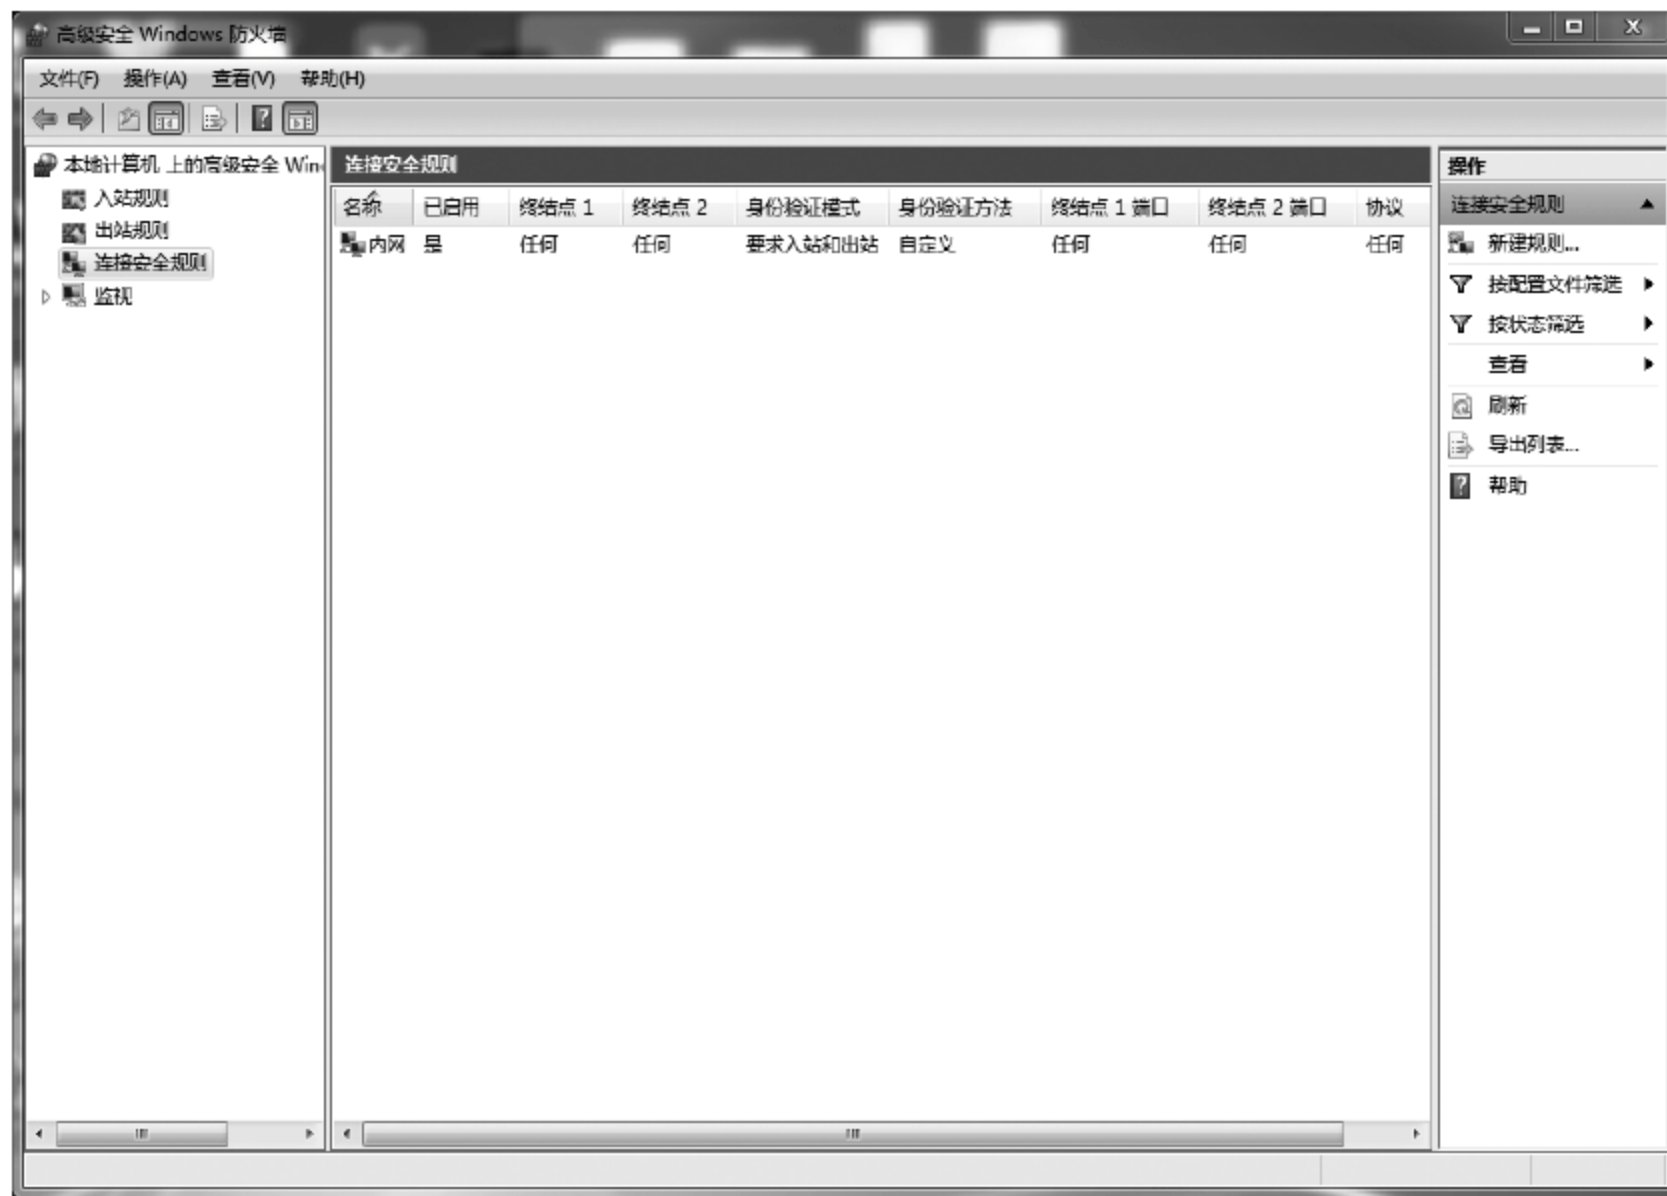 高级安全 Windows 防火墙
文件(F) 操作(A) 查看(V) 帮助(H)
本地计算机 上的高级安全 Win
入站规则
出站规则
连接安全规则
监视
连接安全规则
名称 已启用 终结点 1 终结点 2 身份验证模式 身份验证方法 终结点 1 端口 终结点 2 端口 协议
内网 是 任何 任何 要求入站和出站 自定义 任何 任何 任何
操作
连接安全规则
新建规则...
按配置文件筛选
按状态筛选
查看
刷新
导出列表...
帮助